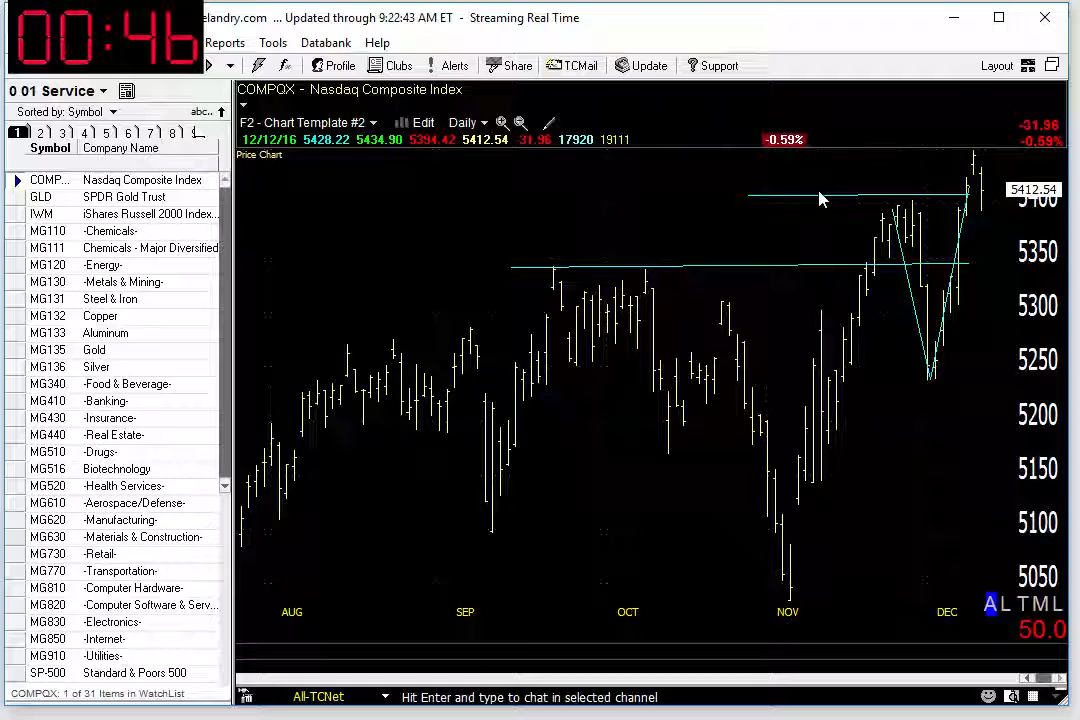 00:46
elandry.com ... Updated through 9:22:43 AM ET - Streaming Real Time
Reports Tools Databank Help
Profile Clubs Alerts Share TCMail Update Support Layout
0 01 Service
Sorted by: Symbol abc..
1 2 3 4 5 6 7 8
Symbol Company Name
COMP... Nasdaq Composite Index
GLD SPDR Gold Trust
IWM iShares Russell 2000 Index...
MG110 -Chemicals-
MG111 Chemicals - Major Diversified
MG120 -Energy-
MG130 -Metals & Mining-
MG131 Steel & Iron
MG132 Copper
MG133 Aluminum
MG135 Gold
MG136 Silver
MG340 -Food & Beverage-
MG410 -Banking-
MG430 -Insurance-
MG440 -Real Estate-
MG510 -Drugs-
MG516 Biotechnology
MG520 -Health Services-
MG610 -Aerospace/Defense-
MG620 -Manufacturing-
MG630 -Materials & Construction-
MG730 -Retail-
MG770 -Transportation-
MG810 -Computer Hardware-
MG820 -Computer Software & Serv...
MG830 -Electronics-
MG850 -Internet-
MG910 -Utilities-
SP-500 Standard & Poors 500
COMPQX: 1 of 31 Items in WatchList
COMPQX - Nasdaq Composite Index
F2 - Chart Template #2 Edit Daily
12/12/16 5428.22 5434.90 5394.42 5412.54 -31.96 17920 19111 -0.59%
-31.96
-0.59%
Price Chart
5412.54
5400
5350
5300
5250
5200
5150
5100
5050
AUG SEP OCT NOV DEC
A L T M L
50.0
All-TCNet Hit Enter and type to chat in selected channel